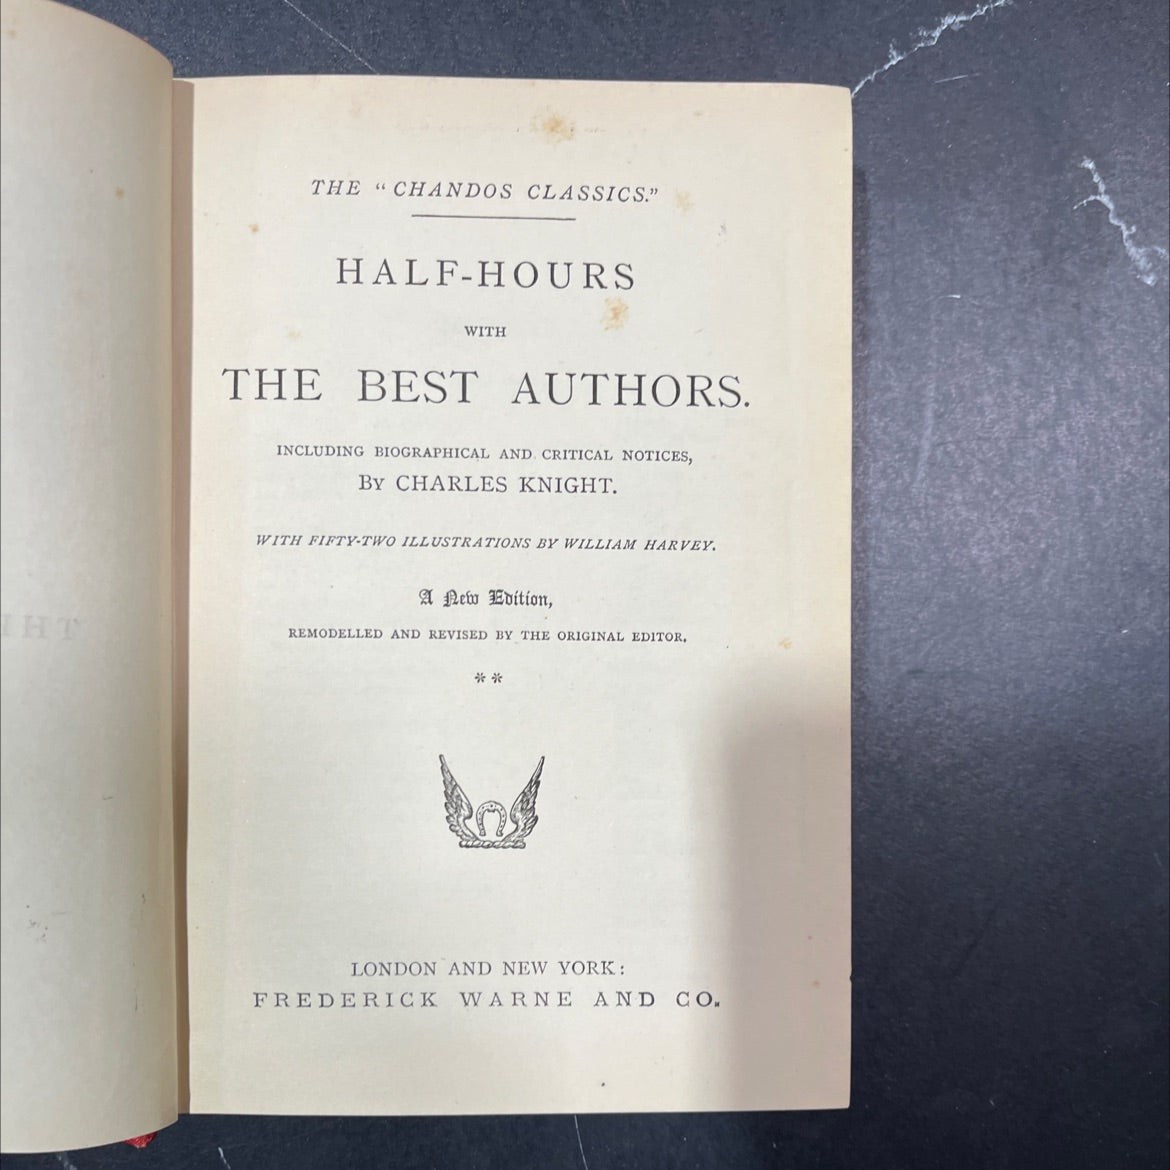 THE “CHANDOS CLASSICS.”
HALF-HOURS
WITH
THE BEST AUTHORS.
INCLUDING BIOGRAPHICAL AND CRITICAL NOTICES,
BY CHARLES KNIGHT.
WITH FIFTY-TWO ILLUSTRATIONS BY WILLIAM HARVEY.
A New Edition,
REMODELLED AND REVISED BY THE ORIGINAL EDITOR.
**
LONDON AND NEW YORK:
FREDERICK WARNE AND CO.